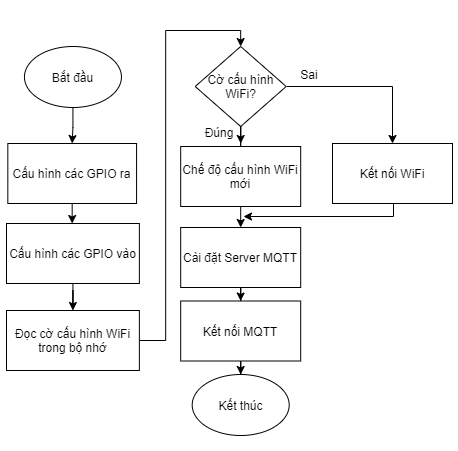 Bắt đầu
Cấu hình các GPIO ra
Cấu hình các GPIO vào
Đọc cờ cấu hình WiFi
trong bộ nhớ
Cờ cấu hình
WiFi?
Sai
Đúng
Chế độ cấu hình WiFi
mới
Kết nối WiFi
Cài đặt Server MQTT
Kết nối MQTT
Kết thúc